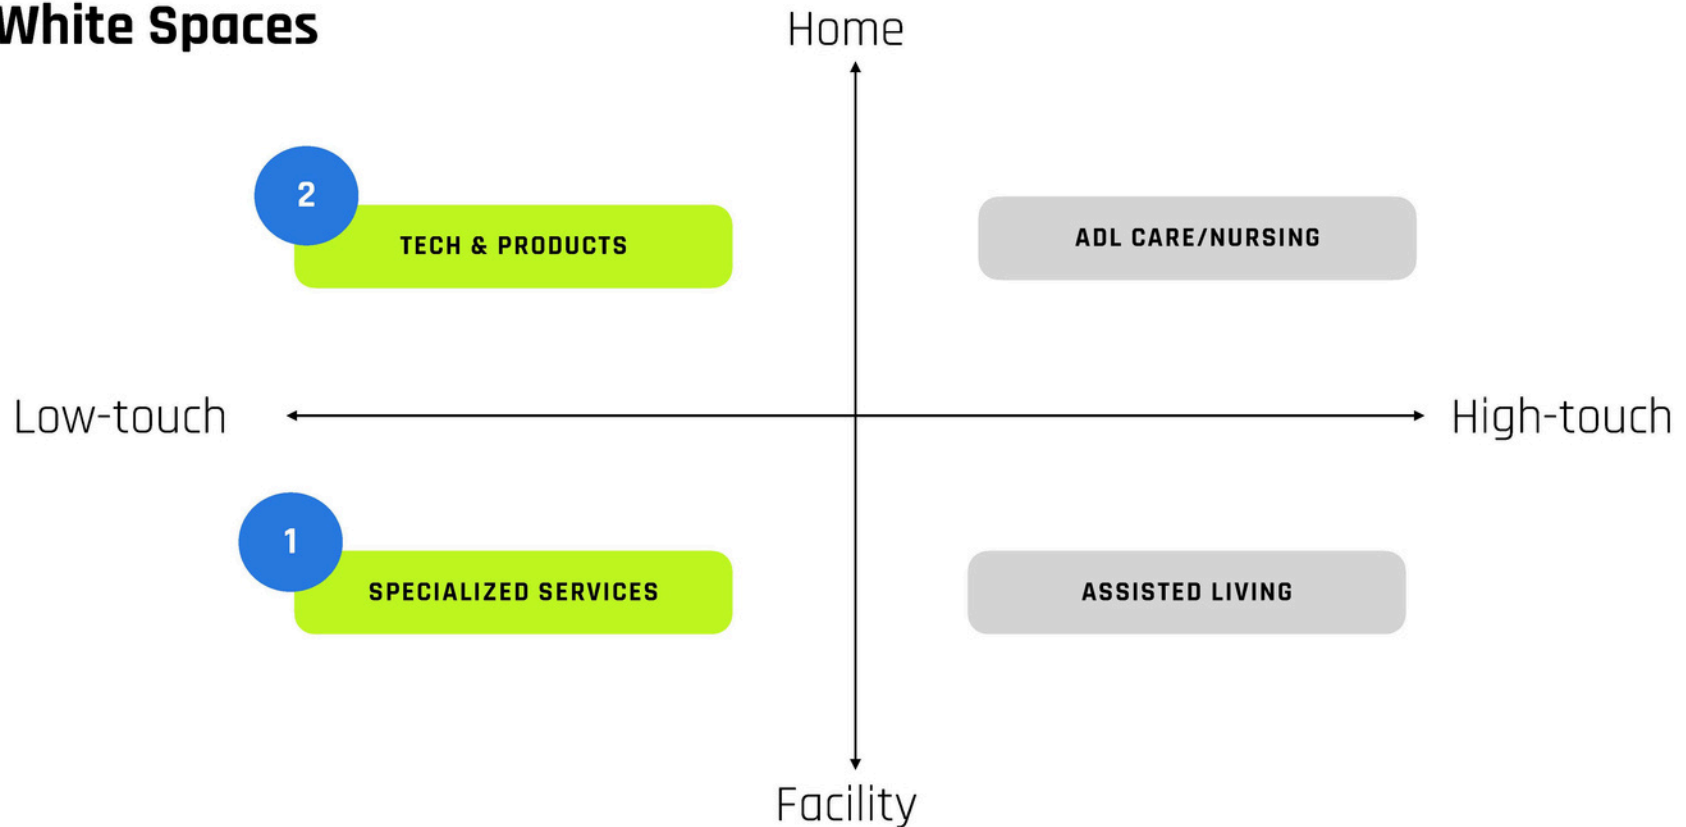 White Spaces
Home
2
TECH & PRODUCTS
ADL CARE/NURSING
Low-touch
High-touch
1
SPECIALIZED SERVICES
ASSISTED LIVING
Facility